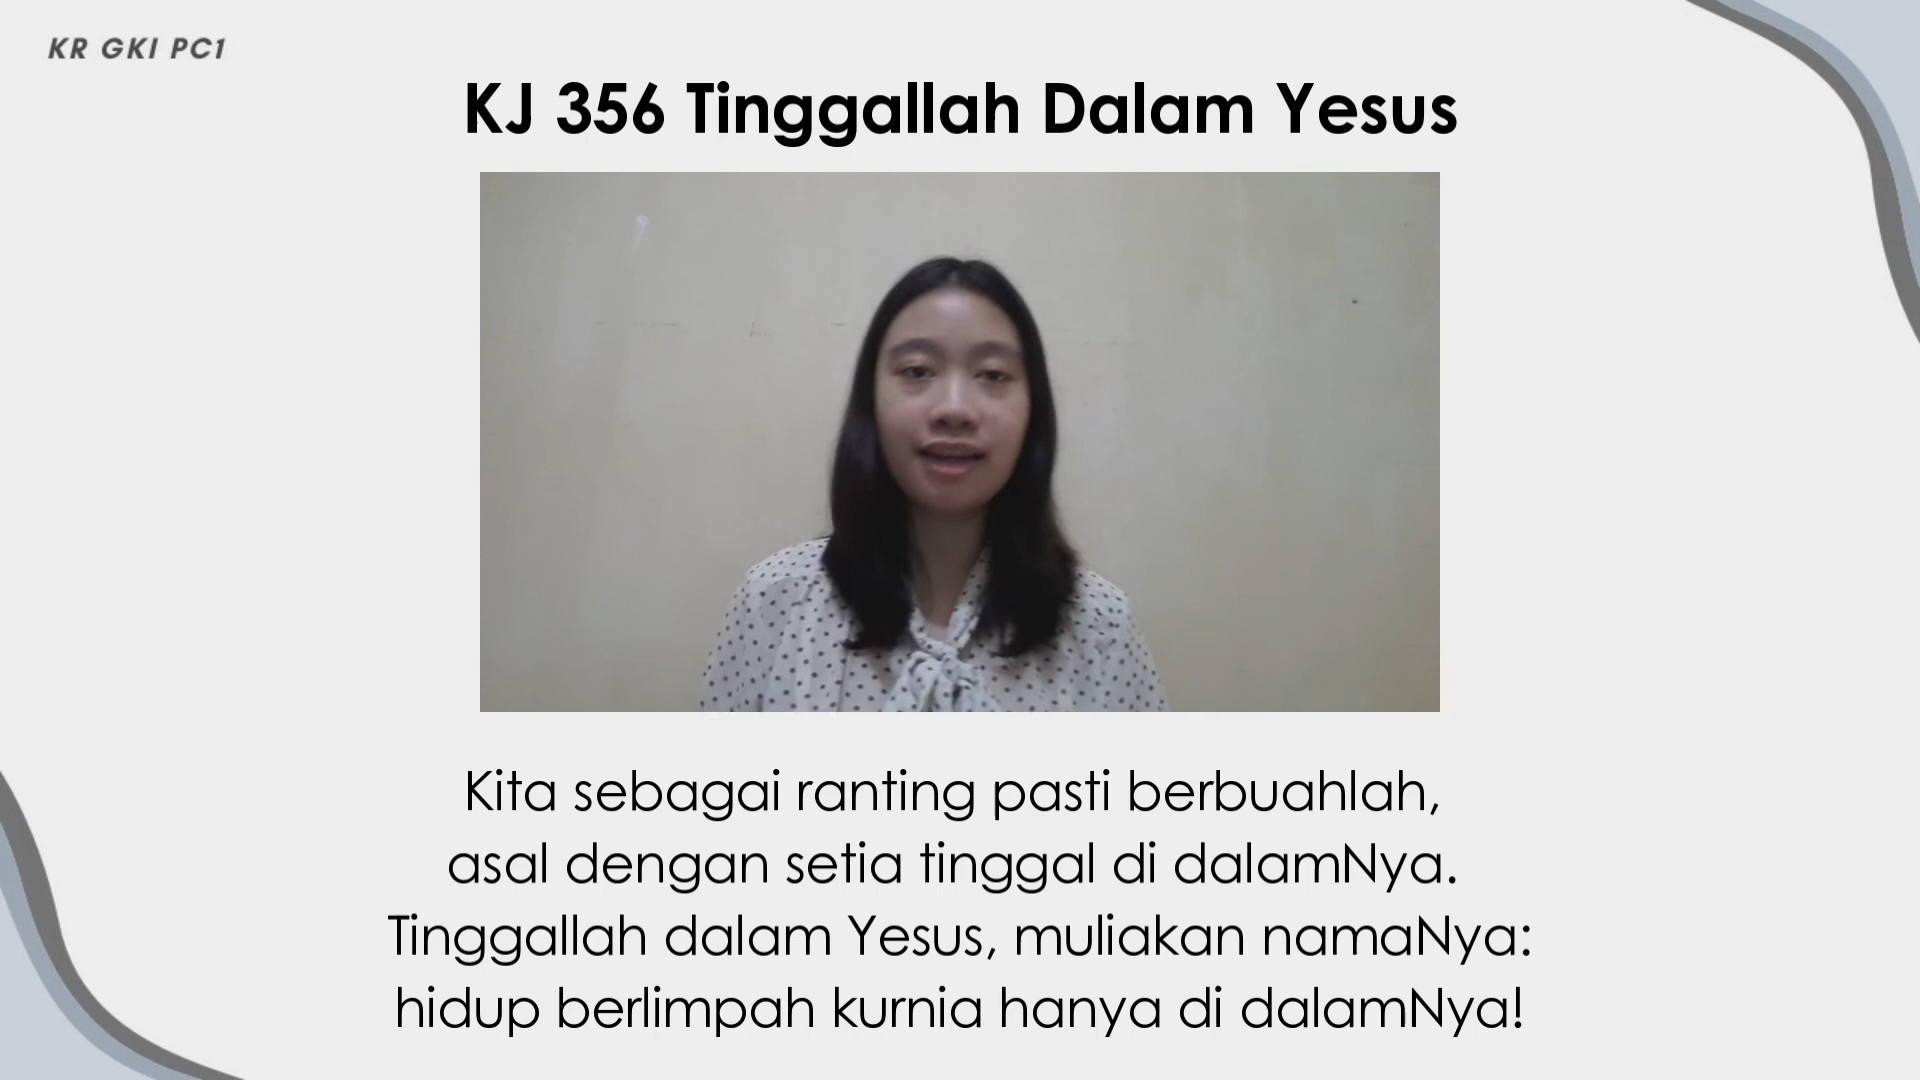 KR GKI PC1
KJ 356 Tinggallah Dalam Yesus
Kita sebagai ranting pasti berbuahlah,
asal dengan setia tinggal di dalamNya.
Tinggallah dalam Yesus, muliakan namaNya:
hidup berlimpah kurnia hanya di dalamNya!